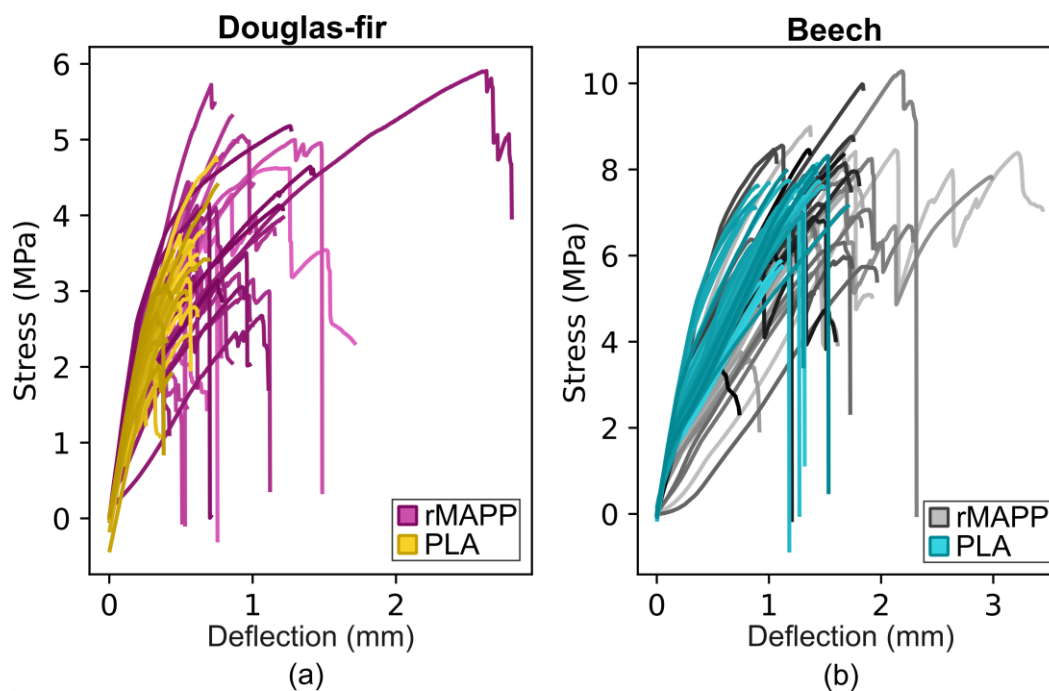 Douglas-fir
Stress (MPa)
6
5
4
3
2
1
0
0
1
2
Deflection (mm)
rMAPP
PLA
(a)
Beech
Stress (MPa)
10
8
6
4
2
0
0
1
2
3
Deflection (mm)
rMAPP
PLA
(b)